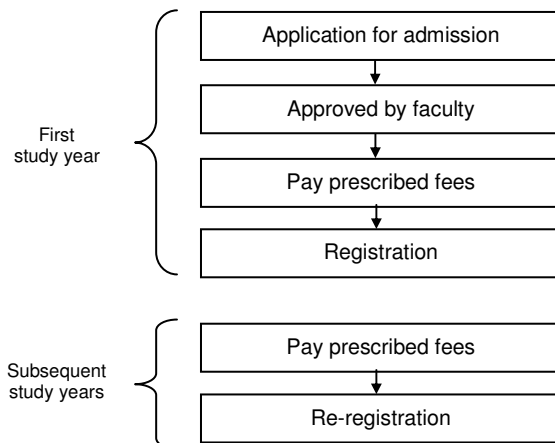 Application for admission
Approved by faculty
First
study year
Pay prescribed fees
Registration
Pay prescribed fees
Subsequent
study years
Re-registration